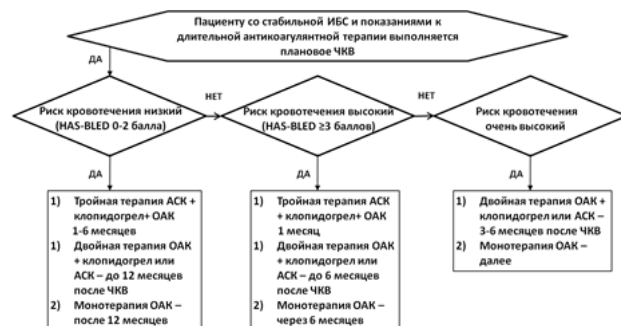 Пациенту со стабильной ИБС и показаниями к
длительной антикоагулянтной терапии выполняется
плановое ЧКВ
ДА
Риск кровотечения низкий
(HAS-BLED 0-2 балла)
НЕТ
Риск кровотечения высокий
(HAS-BLED ≥3 баллов)
НЕТ
Риск кровотечения
очень высокий
ДА
ДА
ДА
1) Тройная терапия АСК +
клопидогрел+ ОАК
1-6 месяцев
1) Двойная терапия ОАК
+ клопидогрел или
АСК – до 12 месяцев
после ЧКВ
2) Монотерапия ОАК –
после 12 месяцев
1) Тройная терапия АСК
+ клопидогрел+ ОАК
1 месяц
1) Двойная терапия ОАК
+ клопидогрел или
АСК – до 6 месяцев
после ЧКВ
2) Монотерапия ОАК –
через 6 месяцев
1) Двойная терапия ОАК +
клопидогрел или АСК –
3-6 месяцев после ЧКВ
2) Монотерапия ОАК –
далее